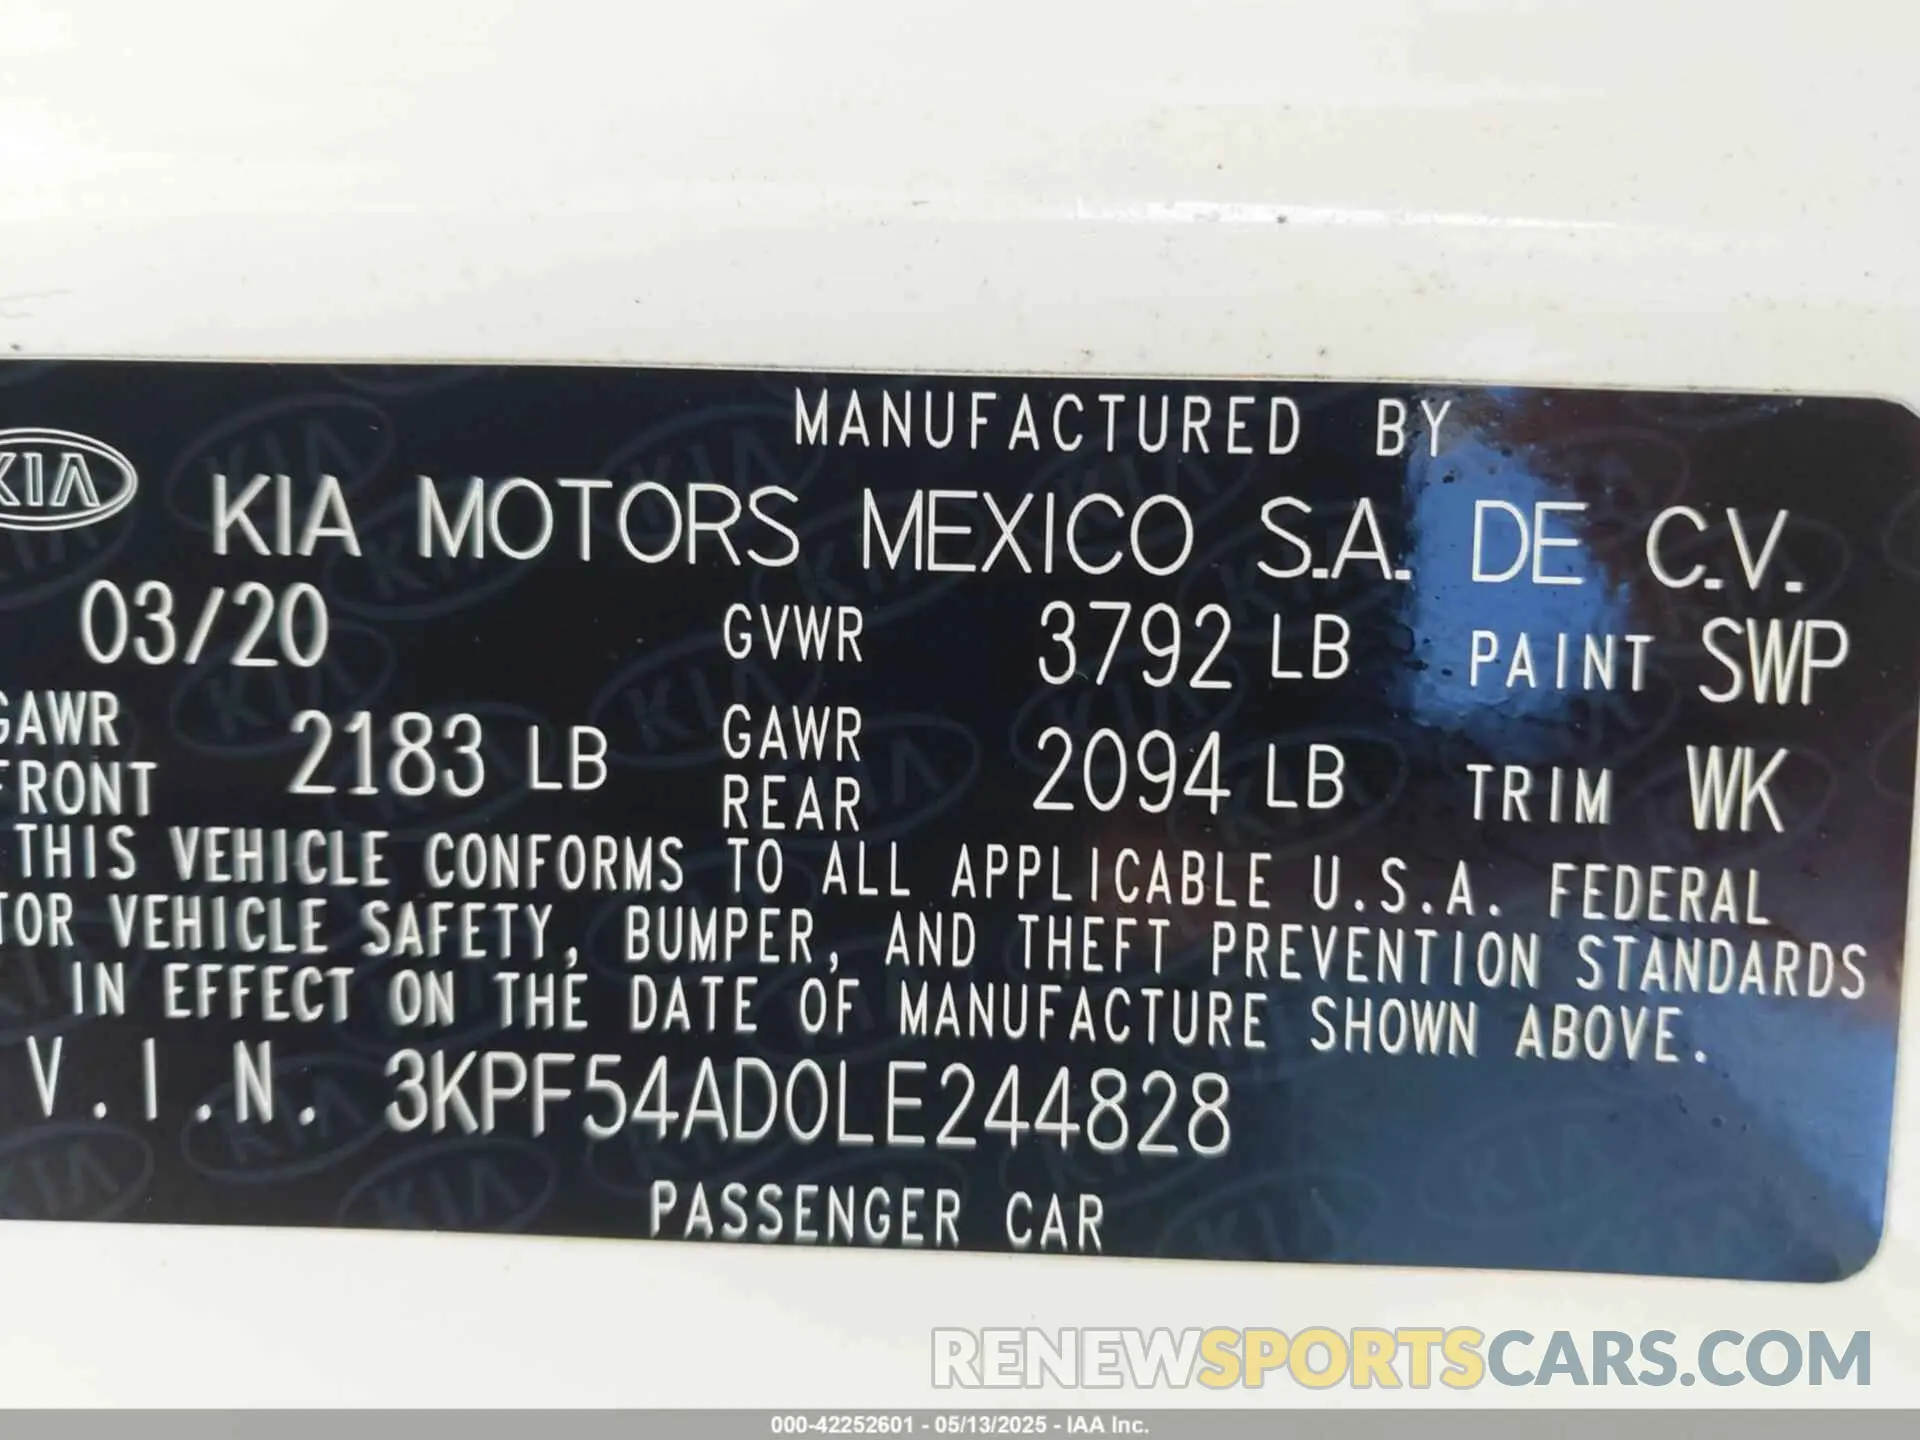 MANUFACTURED BY
KIA KIA MOTORS MEXICO S.A. DE C.V.
03/20 GVWR 3792 LB PAINT SWP
GAWR FRONT 2183 LB GAWR REAR 2094 LB TRIM WK
THIS VEHICLE CONFORMS TO ALL APPLICABLE U.S.A. FEDERAL
TOR VEHICLE SAFETY, BUMPER, AND THEFT PREVENTION STANDARDS
IN EFFECT ON THE DATE OF MANUFACTURE SHOWN ABOVE.
V.I.N. 3KPF54AD0LE244828
PASSENGER CAR
RENEWSPORTSCARS.COM
000-42252601 - 05/13/2025 - IAA Inc.